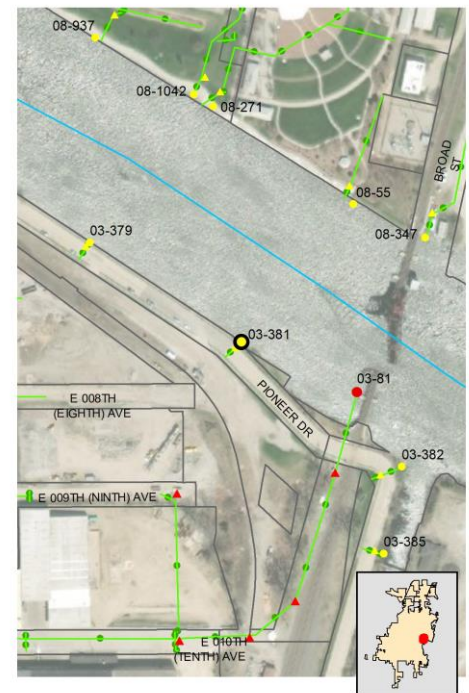 08-937
08-1042
08-271
BROAD
ST
08-55
08-347
03-379
03-381
03-81
E 008TH
(EIGHTH) AVE
PIONEER DR
03-382
E 009TH (NINTH) AVE
03-385
E 010TH
(TENTH) AVE